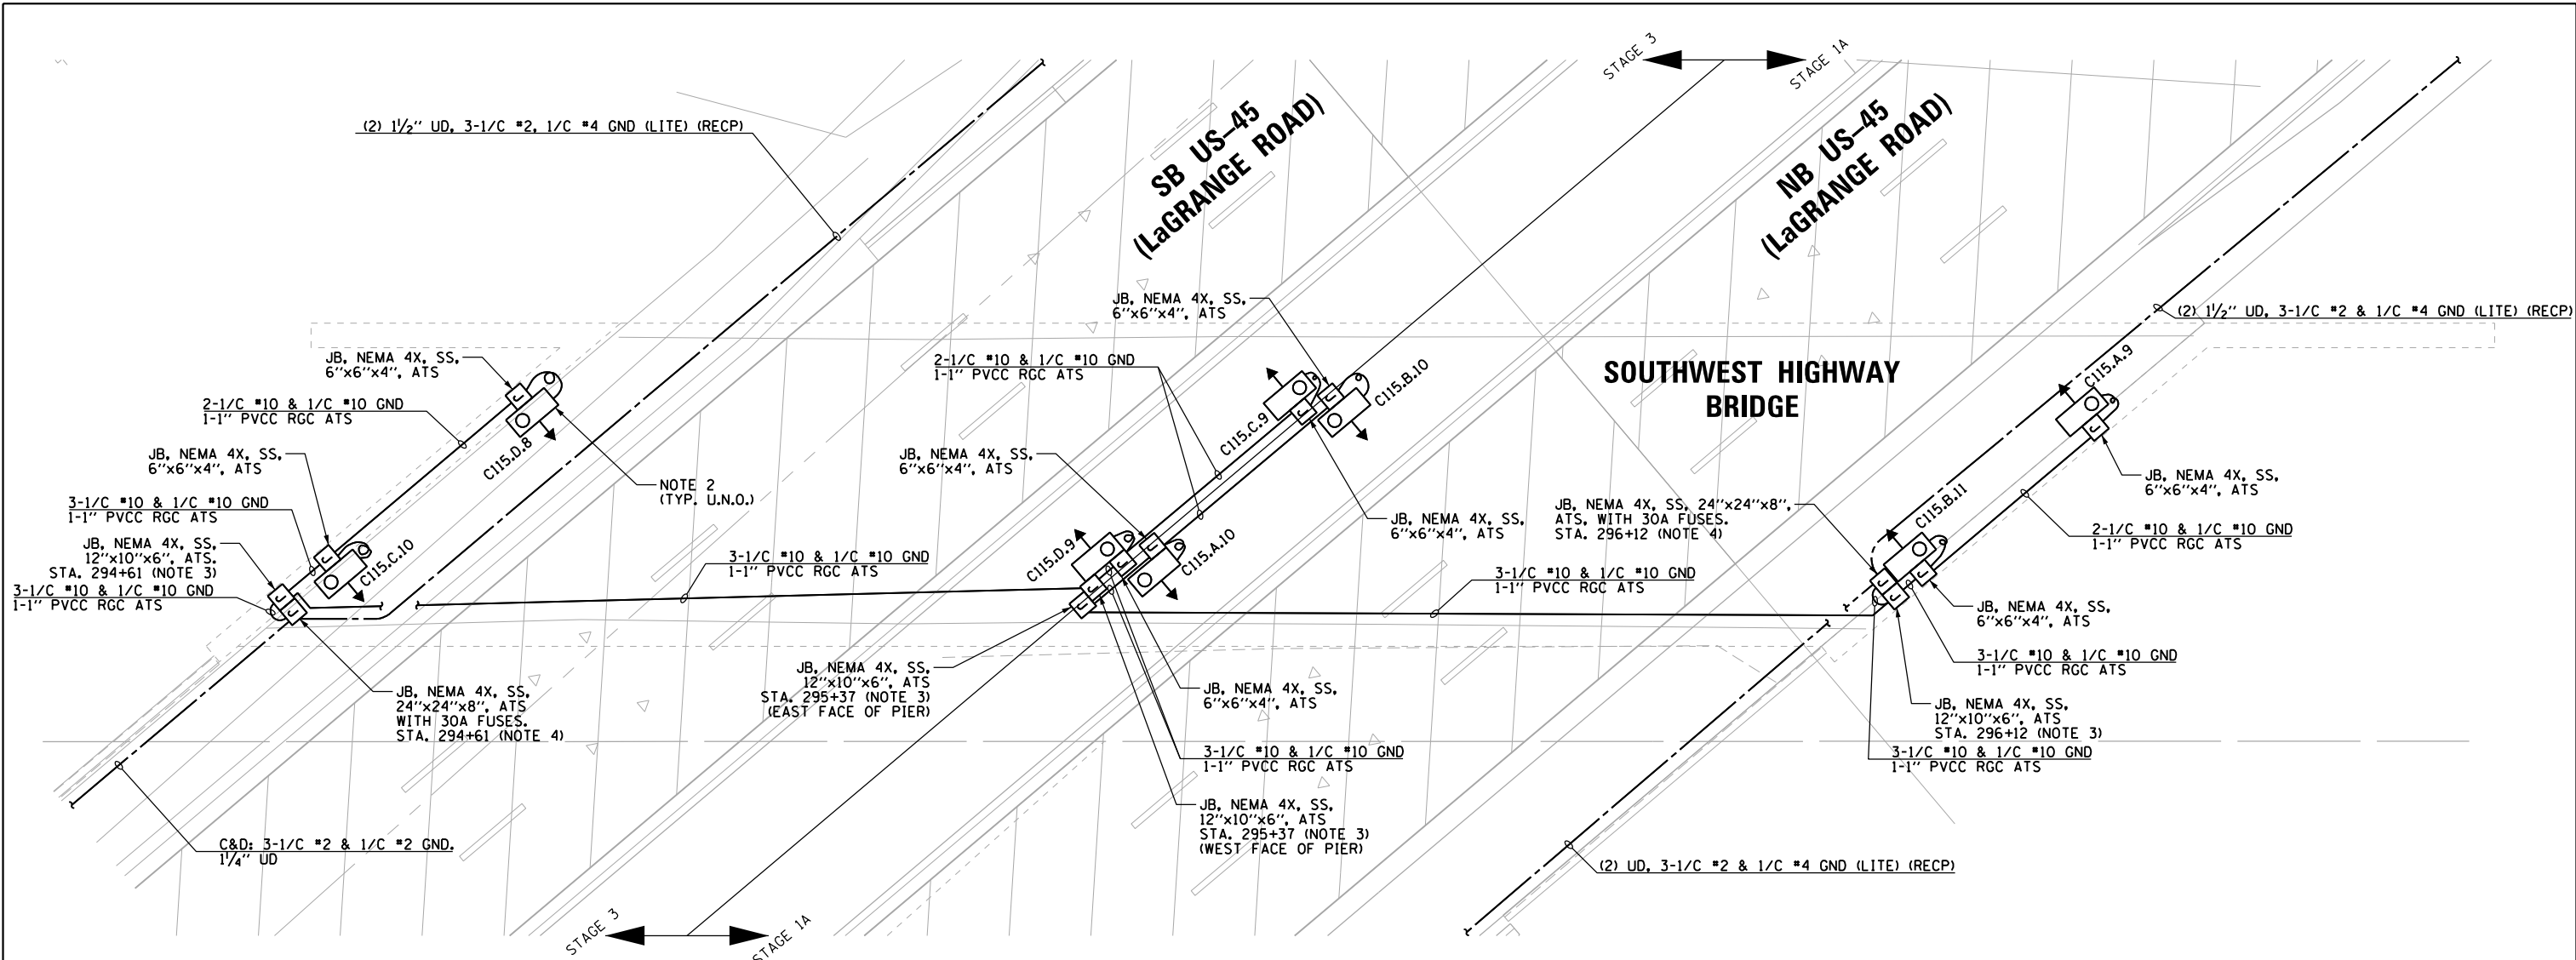 STAGE 3
STAGE 1A
(2) 1½" UD, 3-1/C #2, 1/C #4 GND (LITE) (RECP)
SB US-45
(LaGRANGE ROAD)
NB US-45
(LaGRANGE ROAD)
JB, NEMA 4X, SS,
6"x6"x4", ATS
(2) 1½" UD, 3-1/C #2 & 1/C #4 GND (LITE) (RECP)
JB, NEMA 4X, SS,
6"x6"x4", ATS
2-1/C #10 & 1/C #10 GND
1-1" PVCC RGC ATS
SOUTHWEST HIGHWAY
BRIDGE
C115.A.9
C115.B.10
2-1/C #10 & 1/C #10 GND
1-1" PVCC RGC ATS
C115.D.8
C115.C.9
JB, NEMA 4X, SS,
6"x6"x4", ATS
JB, NEMA 4X, SS,
6"x6"x4", ATS
JB, NEMA 4X, SS,
6"x6"x4", ATS
NOTE 2
(TYP. U.N.O.)
3-1/C #10 & 1/C #10 GND
1-1" PVCC RGC ATS
JB, NEMA 4X, SS, 24"x24"x8",
ATS, WITH 30A FUSES.
STA. 296+12 (NOTE 4)
C115.B.11
JB, NEMA 4X, SS,
6"x6"x4", ATS
2-1/C #10 & 1/C #10 GND
1-1" PVCC RGC ATS
JB, NEMA 4X, SS,
12"x10"x6", ATS.
STA. 294+61 (NOTE 3)
C115.C.10
3-1/C #10 & 1/C #10 GND
1-1" PVCC RGC ATS
C115.D.9
C115.A.10
3-1/C #10 & 1/C #10 GND
1-1" PVCC RGC ATS
3-1/C #10 & 1/C #10 GND
1-1" PVCC RGC ATS
JB, NEMA 4X, SS,
6"x6"x4", ATS
JB, NEMA 4X, SS,
12"x10"x6", ATS
STA. 295+37 (NOTE 3)
(EAST FACE OF PIER)
3-1/C #10 & 1/C #10 GND
1-1" PVCC RGC ATS
JB, NEMA 4X, SS,
24"x24"x8", ATS
WITH 30A FUSES.
STA. 294+61 (NOTE 4)
JB, NEMA 4X, SS,
6"x6"x4", ATS
JB, NEMA 4X, SS,
12"x10"x6", ATS
STA. 296+12 (NOTE 3)
3-1/C #10 & 1/C #10 GND
1-1" PVCC RGC ATS
3-1/C #10 & 1/C #10 GND
1-1" PVCC RGC ATS
JB, NEMA 4X, SS,
12"x10"x6", ATS
STA. 295+37 (NOTE 3)
(WEST FACE OF PIER)
C&D: 3-1/C #2 & 1/C #2 GND.
1¼" UD
(2) UD, 3-1/C #2 & 1/C #4 GND (LITE) (RECP)
STAGE 3
STAGE 1A